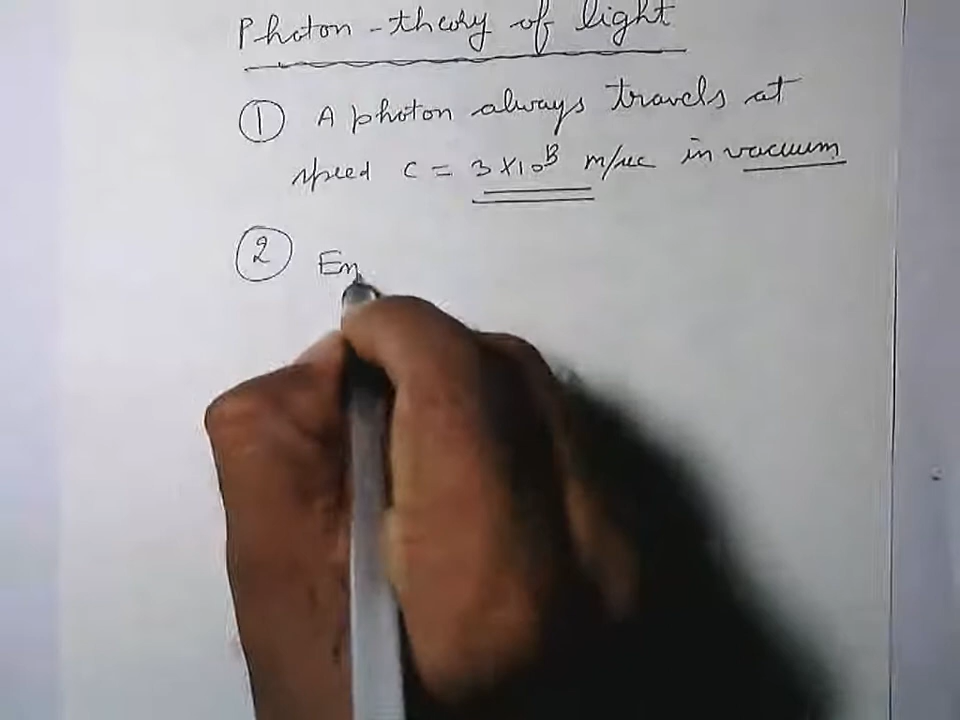 Photon-theory of light
① A photon always travels at
speed c = 3×10⁸ m/sec in vacuum
② En